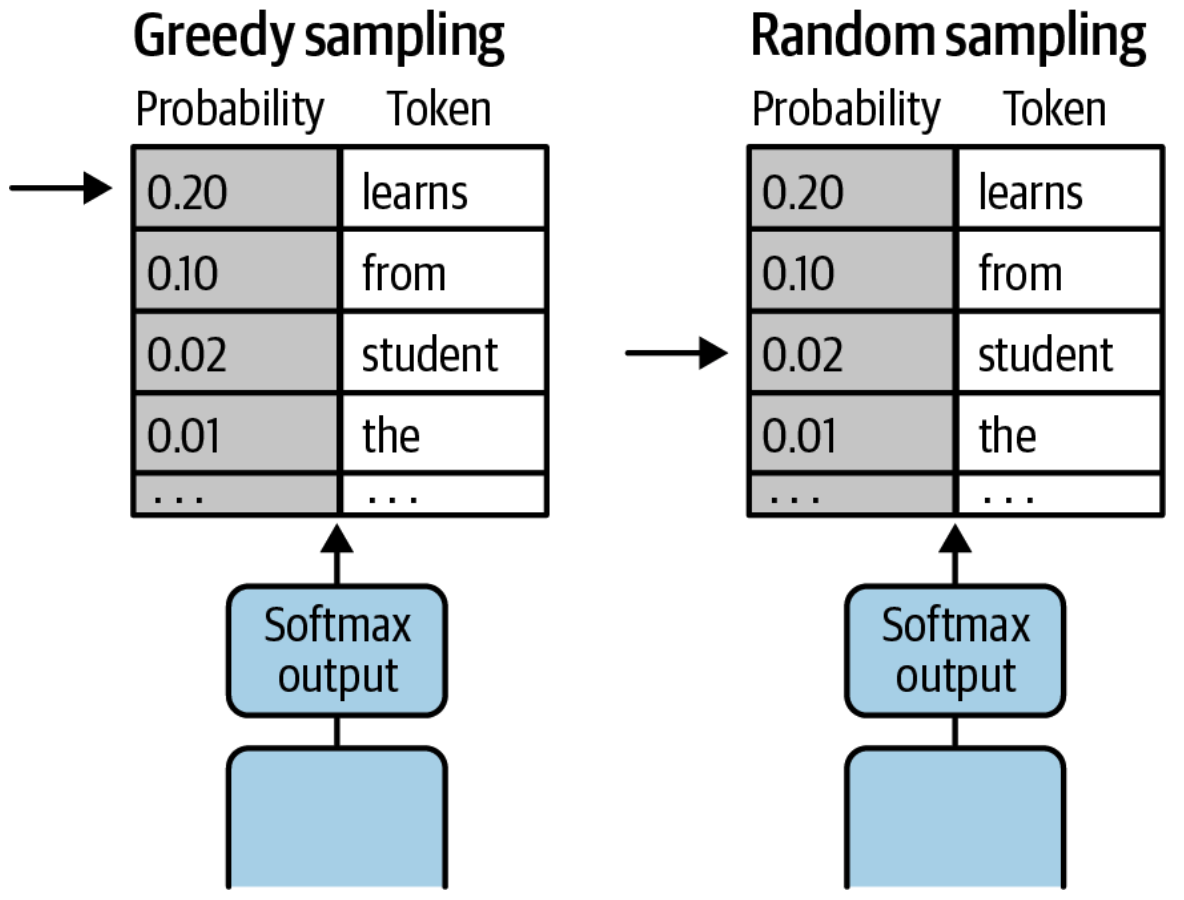 Greedy sampling
Probability Token
0.20 learns
0.10 from
0.02 student
0.01 the
... ...
Softmax
output
Random sampling
Probability Token
0.20 learns
0.10 from
0.02 student
0.01 the
... ...
Softmax
output